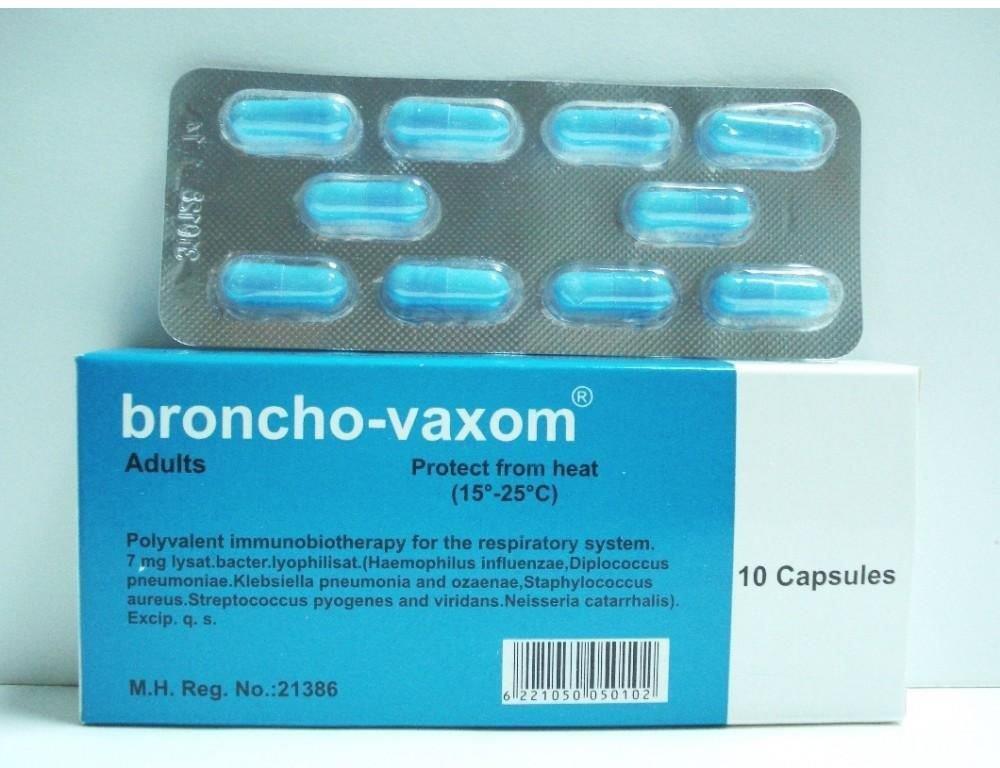 broncho-vaxom®
Adults
Protect from heat
(15°-25°C)
Polyvalent immunobiotherapy for the respiratory system.
7 mg lysat.bacter.lyophilisat.(Haemophilus influenzae,Diplococcus
pneumoniae.Klebsiella pneumonia and ozaenae,Staphylococcus
aureus.Streptococcus pyogenes and viridans.Neisseria catarrhalis).
Excip. q. s.
10 Capsules
M.H. Reg. No.:21386
6 221050 050102